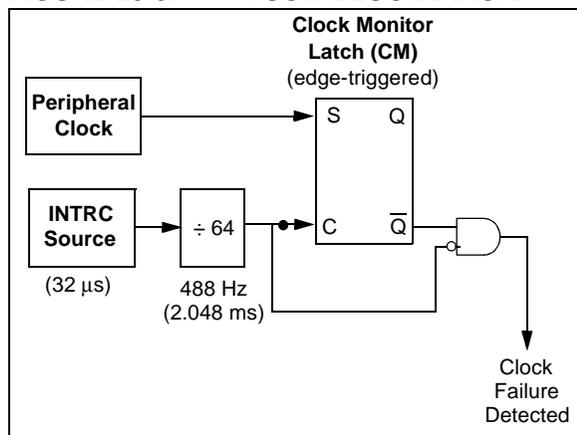 Clock Monitor
Latch (CM)
(edge-triggered)
Peripheral
Clock
S Q
INTRC
Source
÷ 64
C Q̅
(32 μs)
488 Hz
(2.048 ms)
Clock
Failure
Detected